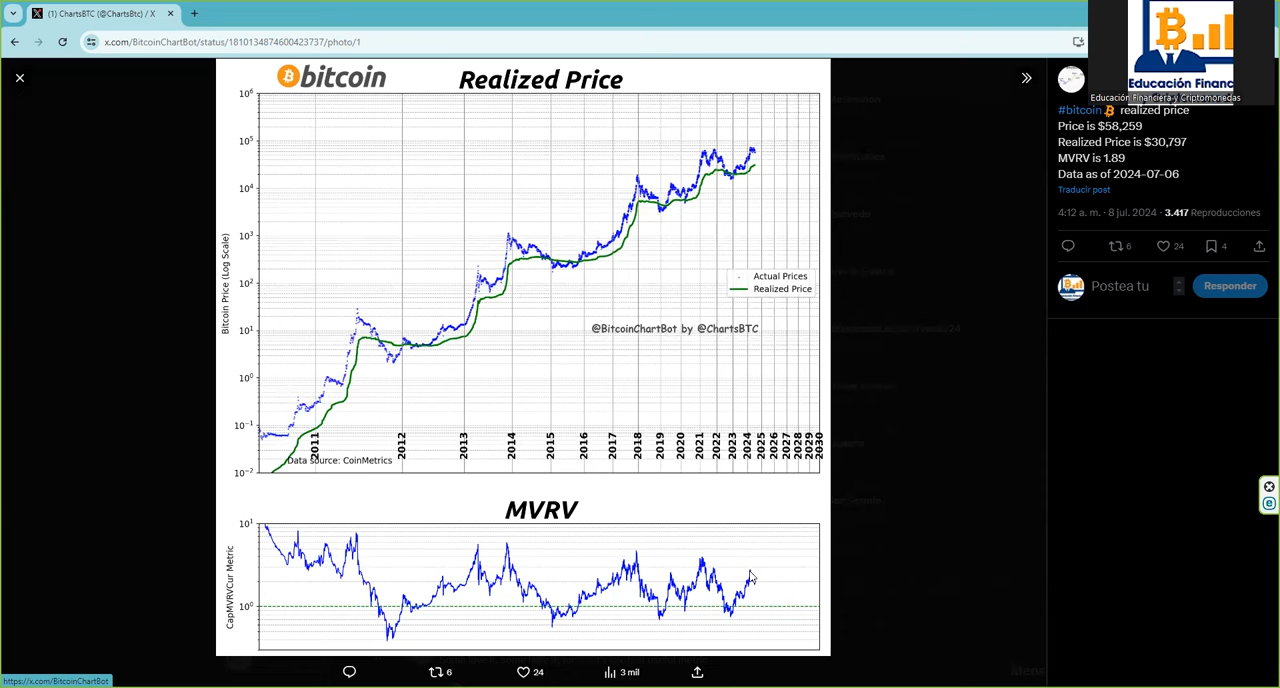 (1) ChartsBTC (@ChartsBtc) / X
x.com/BitcoinChartBot/status/1810134874600423737/photo/1
Educación Financ
Educación Financiera y Criptomonedas
bitcoin
Realized Price
10⁶
10⁵
10⁴
10³
10²
10¹
10⁰
10⁻¹
10⁻²
Bitcoin Price (Log Scale)
Actual Prices
Realized Price
@BitcoinChartBot by @ChartsBTC
2011
2012
2013
2014
2015
2016
2017
2018
2019
2020
2021
2022
2023
2024
2025
2026
2027
2028
2029
2030
Data source: CoinMetrics
MVRV
10¹
10⁰
CapMVRVCur Metric
6
24
3 mil
#bitcoin realized price
Price is $58,259
Realized Price is $30,797
MVRV is 1.89
Data as of 2024-07-06
Traducir post
4:12 a. m. · 8 jul. 2024 · 3.417 Reproducciones
6
24
4
Postea tu
Responder
https://x.com/BitcoinChartBot